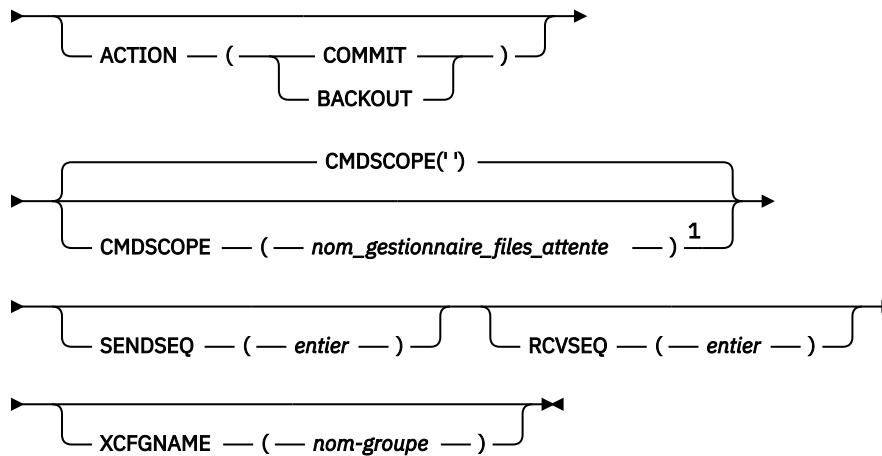 ACTION ( COMMIT )
BACKOUT
CMDSCOPE(' ')
CMDSCOPE ( nom_gestionnaire_files_attente ) 1
SENDSEQ ( entier ) RCVSEQ ( entier )
XCFGNAME ( nom-groupe )